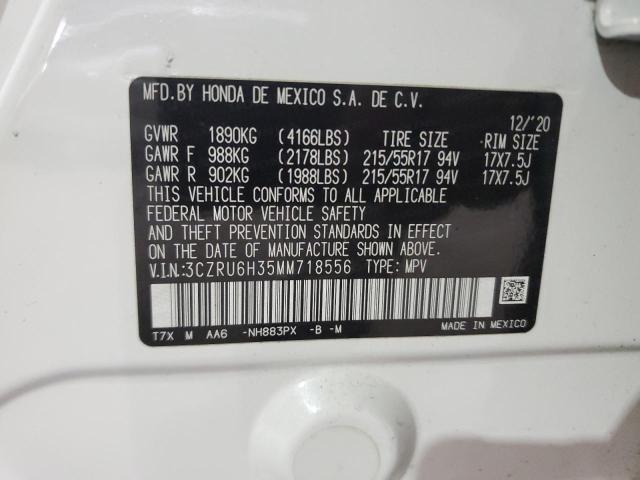 MFD.BY HONDA DE MEXICO S.A. DE C.V.
12/'20
GVWR 1890KG (4166LBS) TIRE SIZE RIM SIZE
GAWR F 988KG (2178LBS) 215/55R17 94V 17X7.5J
GAWR R 902KG (1988LBS) 215/55R17 94V 17X7.5J
THIS VEHICLE CONFORMS TO ALL APPLICABLE
FEDERAL MOTOR VEHICLE SAFETY
AND THEFT PREVENTION STANDARDS IN EFFECT
ON THE DATE OF MANUFACTURE SHOWN ABOVE.
V.I.N.:3CZRU6H35MM718556 TYPE: MPV
T7X M AA6 -NH883PX -B -M
MADE IN MEXICO